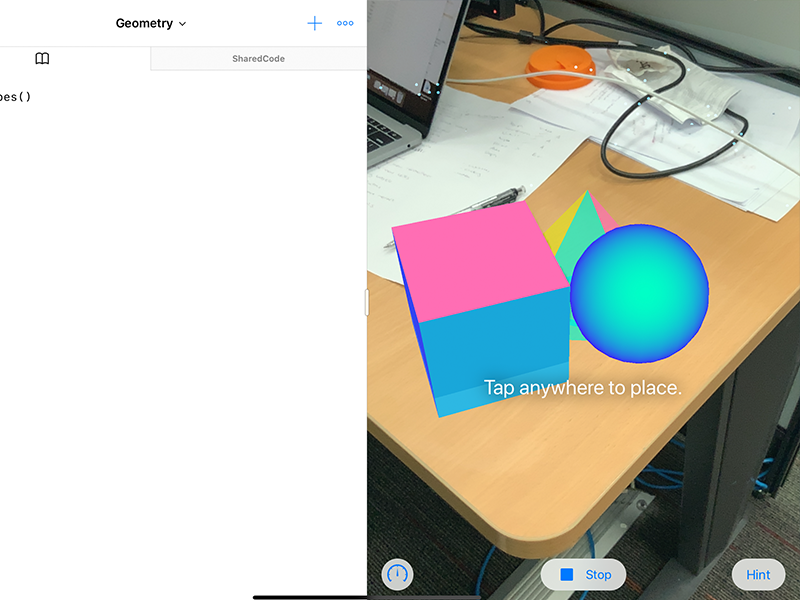 Geometry
SharedCode
pes()
Tap anywhere to place.
Stop
Hint